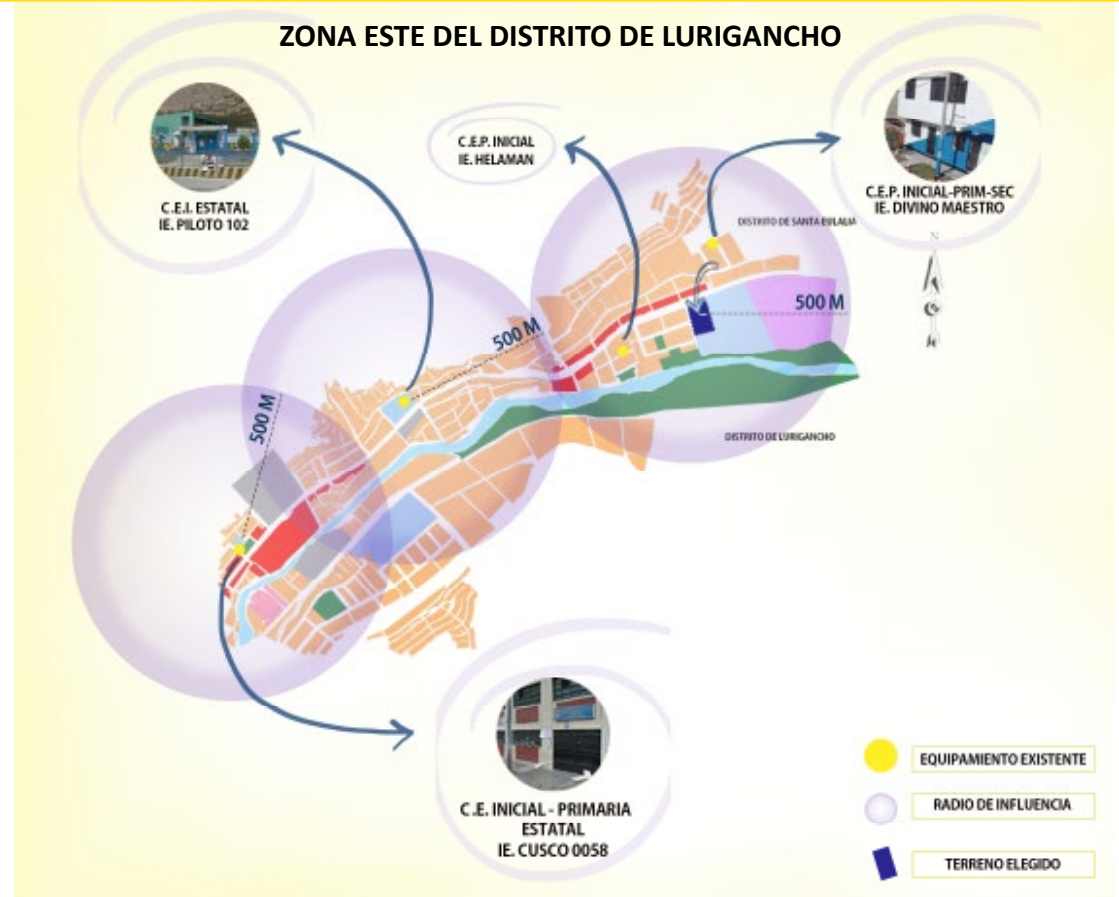 ZONA ESTE DEL DISTRITO DE LURIGANCHO
C.E.I. ESTATAL
IE. PILOTO 102
C.E.P. INICIAL
IE. HELAMAN
C.E.P. INICIAL-PRIM-SEC
IE. DIVINO MAESTRO
DISTRITO DE SANTA EULALIA
N
500 M
500 M
500 M
DISTRITO DE LURIGANCHO
C.E. INICIAL - PRIMARIA
ESTATAL
IE. CUSCO 0058
EQUIPAMIENTO EXISTENTE
RADIO DE INFLUENCIA
TERRENO ELEGIDO